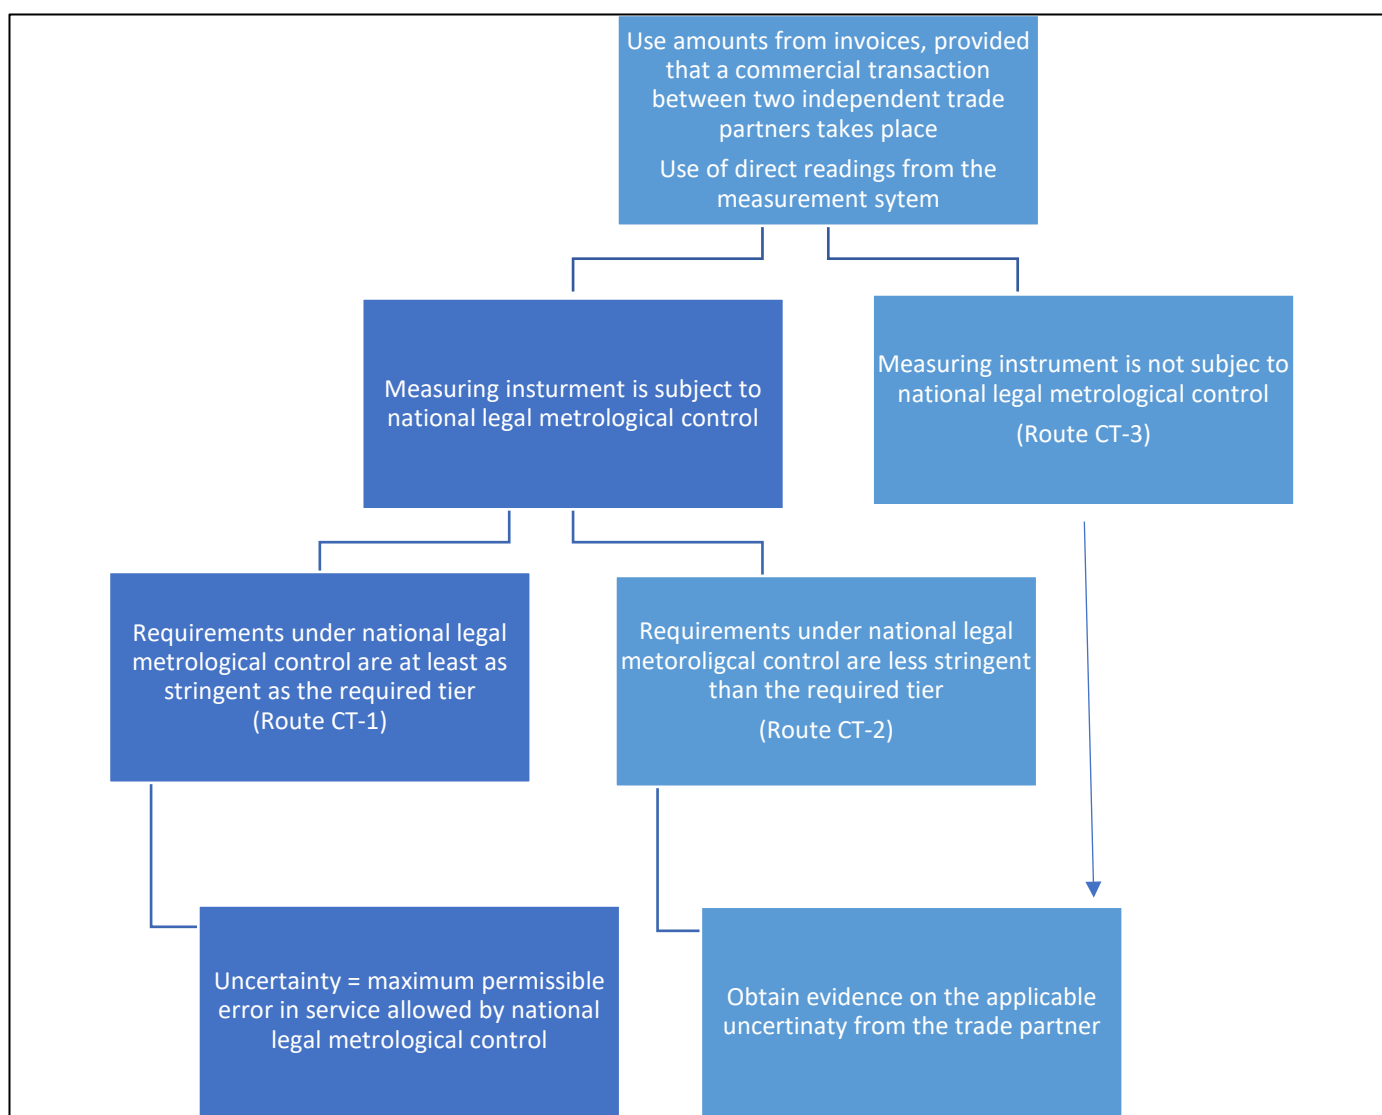 Use amounts from invoices, provided
that a commercial transaction
between two independent trade
partners takes place
Use of direct readings from the
measurement sytem
Measuring insturment is subject to
national legal metrological control
Measuring instrument is not subjec to
national legal metrological control
(Route CT-3)
Requirements under national legal
metrological control are at least as
stringent as the required tier
(Route CT-1)
Requirements under national legal
metoroligcal control are less stringent
than the required tier
(Route CT-2)
Uncertainty = maximum permissible
error in service allowed by national
legal metrological control
Obtain evidence on the applicable
uncertinaty from the trade partner